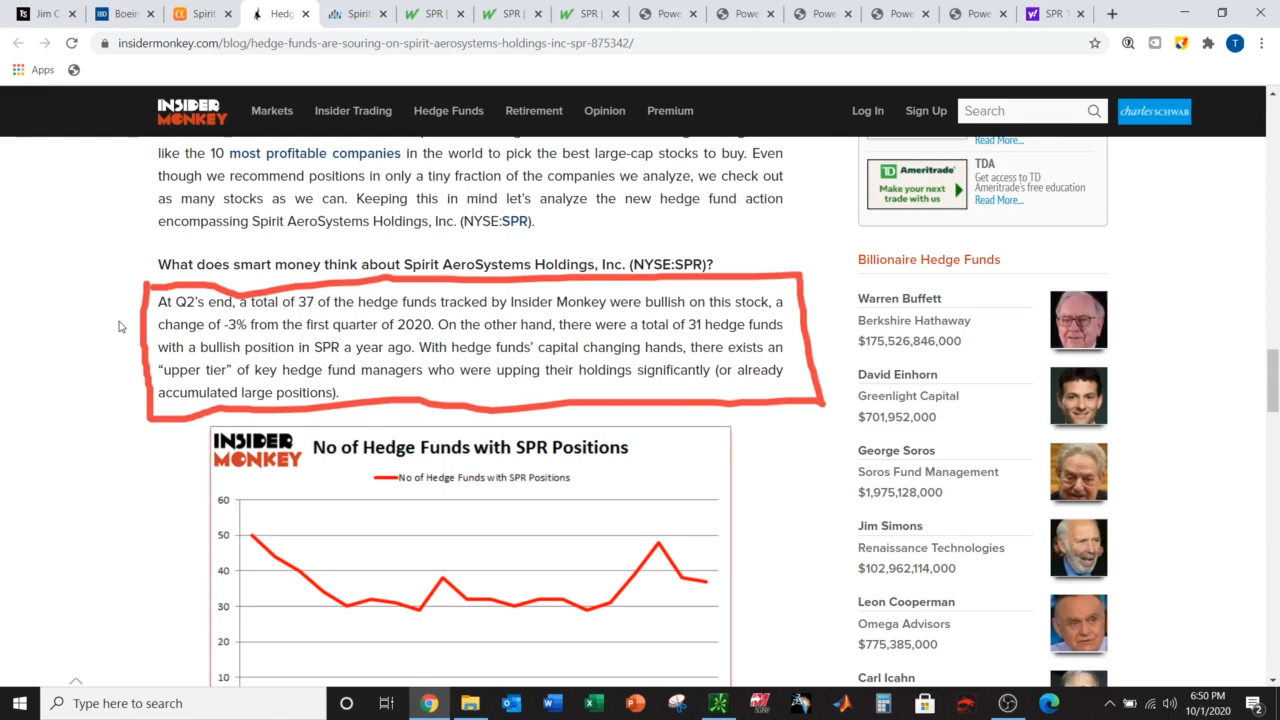 Jim C
Boein
Spirit
Hedg
Spirit
SPR |
SPR |
SPR |
Powe
Powe
Powe
Powe
Powe
SPR 1
insidermonkey.com/blog/hedge-funds-are-souring-on-spirit-aerosystems-holdings-inc-spr-875342/
T
Apps
INSIDER MONKEY
Markets Insider Trading Hedge Funds Retirement Opinion Premium Log In Sign Up Search charles SCHWAB
like the 10 most profitable companies in the world to pick the best large-cap stocks to buy. Even
though we recommend positions in only a tiny fraction of the companies we analyze, we check out
as many stocks as we can. Keeping this in mind let's analyze the new hedge fund action
encompassing Spirit AeroSystems Holdings, Inc. (NYSE:SPR).
What does smart money think about Spirit AeroSystems Holdings, Inc. (NYSE:SPR)?
At Q2's end, a total of 37 of the hedge funds tracked by Insider Monkey were bullish on this stock, a
change of -3% from the first quarter of 2020. On the other hand, there were a total of 31 hedge funds
with a bullish position in SPR a year ago. With hedge funds' capital changing hands, there exists an
“upper tier” of key hedge fund managers who were upping their holdings significantly (or already
accumulated large positions).
INSIDER MONKEY
No of Hedge Funds with SPR Positions
No of Hedge Funds with SPR Positions
60
50
40
30
20
10
Read More...
TD Ameritrade
Make your next
trade with us
TDA
Get access to TD
Ameritrade's free education
Read More...
Billionaire Hedge Funds
Warren Buffett
Berkshire Hathaway
$175,526,846,000
David Einhorn
Greenlight Capital
$701,952,000
George Soros
Soros Fund Management
$1,975,128,000
Jim Simons
Renaissance Technologies
$102,962,114,000
Leon Cooperman
Omega Advisors
$775,385,000
Carl Icahn
Type here to search
6:50 PM
10/1/2020
2